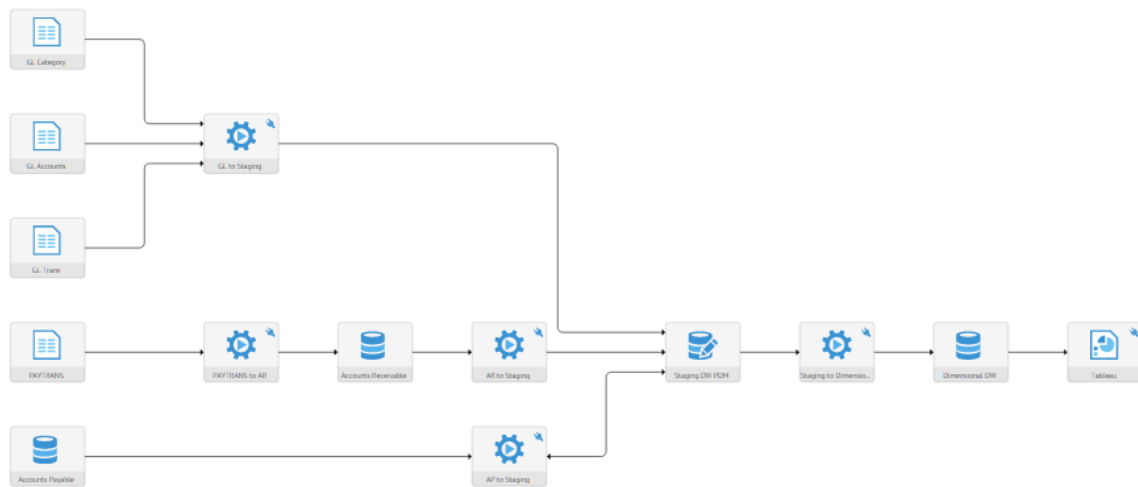 GL Category
GL Accounts
GL to Staging
GL Trans
PAYTRANS
PAYTRANS to AR
Accounts Receivable
AR to Staging
Staging DW PDM
Staging to Dimensio...
Dimensional DW
Tableau
Accounts Payable
AP to Staging